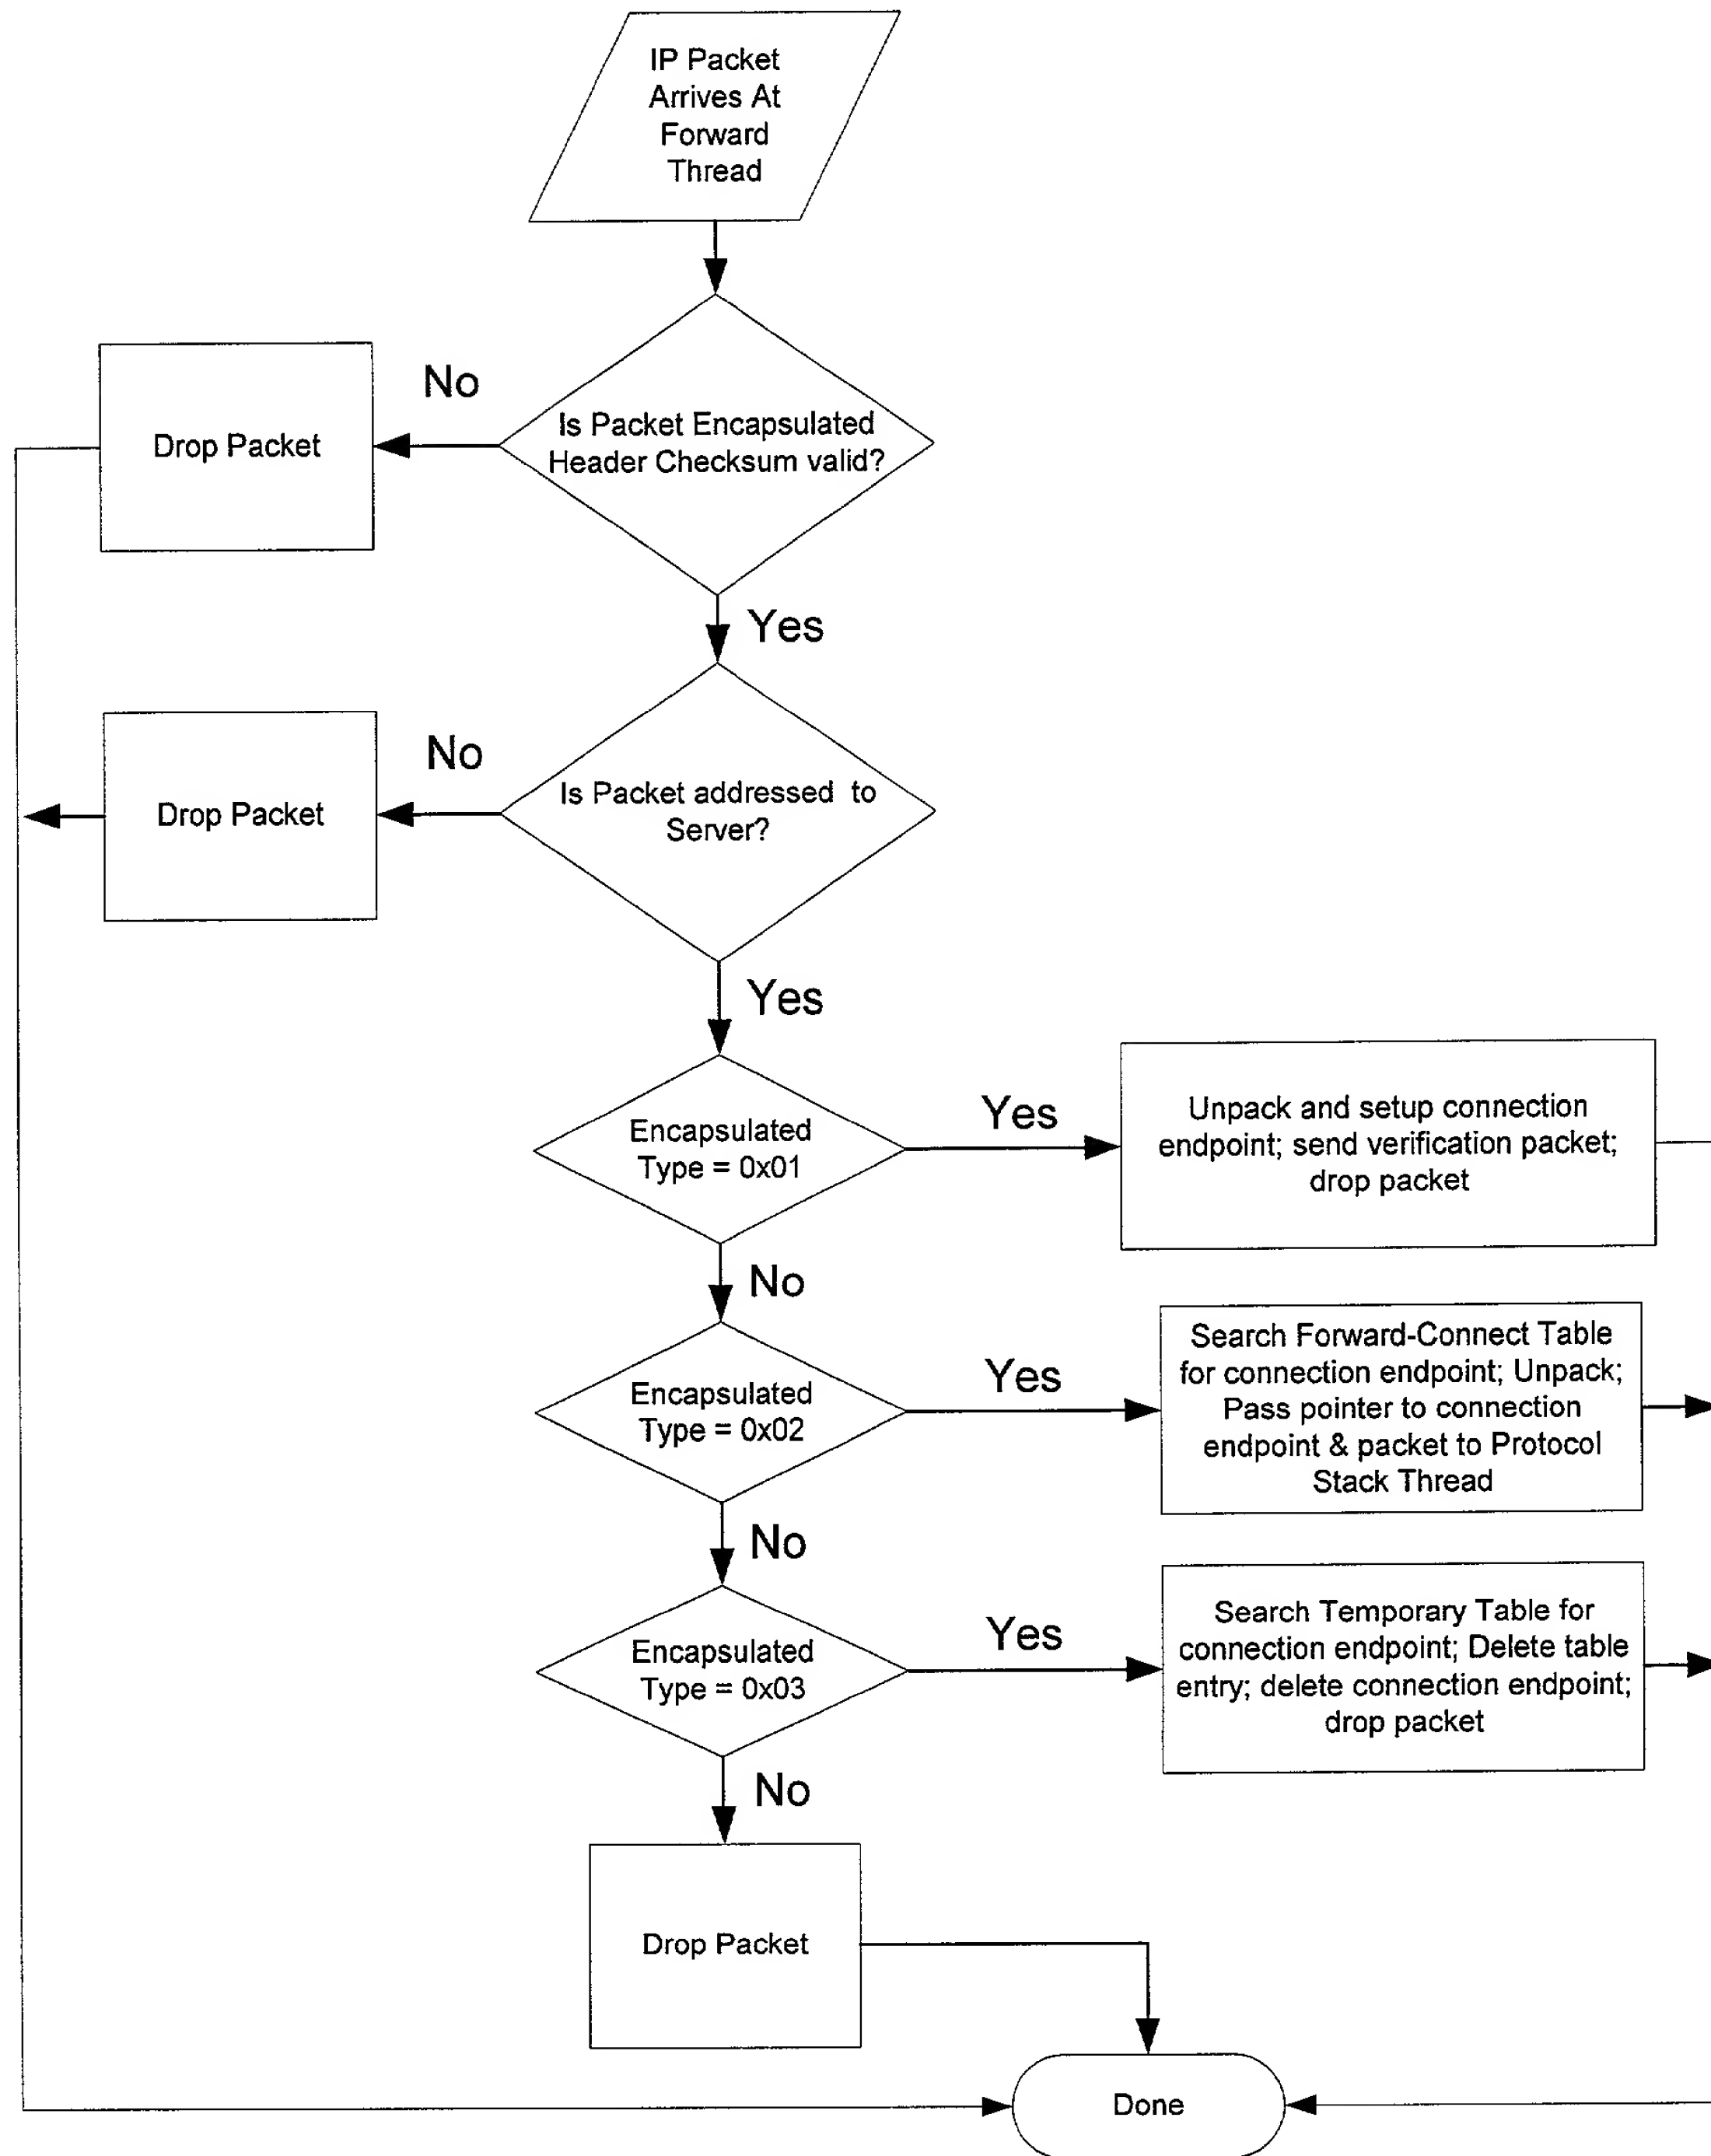 IP Packet
Arrives At
Forward
Thread
No
Drop Packet
Is Packet Encapsulated
Header Checksum valid?
Yes
No
Drop Packet
Is Packet addressed to
Server?
Yes
Encapsulated
Type = 0x01
Yes
Unpack and setup connection
endpoint; send verification packet;
drop packet
No
Encapsulated
Type = 0x02
Yes
Search Forward-Connect Table
for connection endpoint; Unpack;
Pass pointer to connection
endpoint & packet to Protocol
Stack Thread
No
Encapsulated
Type = 0x03
Yes
Search Temporary Table for
connection endpoint; Delete table
entry; delete connection endpoint;
drop packet
No
Drop Packet
Done